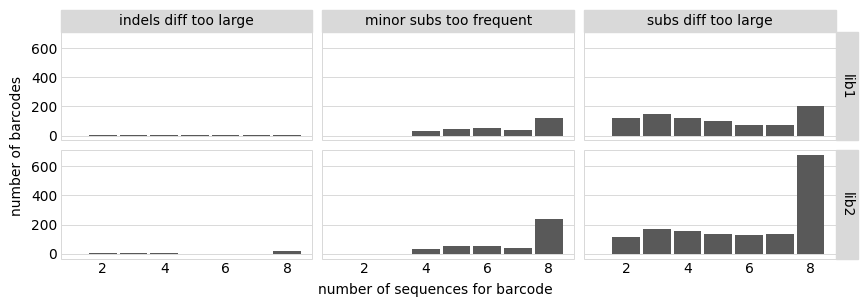 indels diff too large
minor subs too frequent
subs diff too large
number of barcodes
600
400
200
0
lib1
600
400
200
0
lib2
2
4
6
8
2
4
6
8
2
4
6
8
number of sequences for barcode